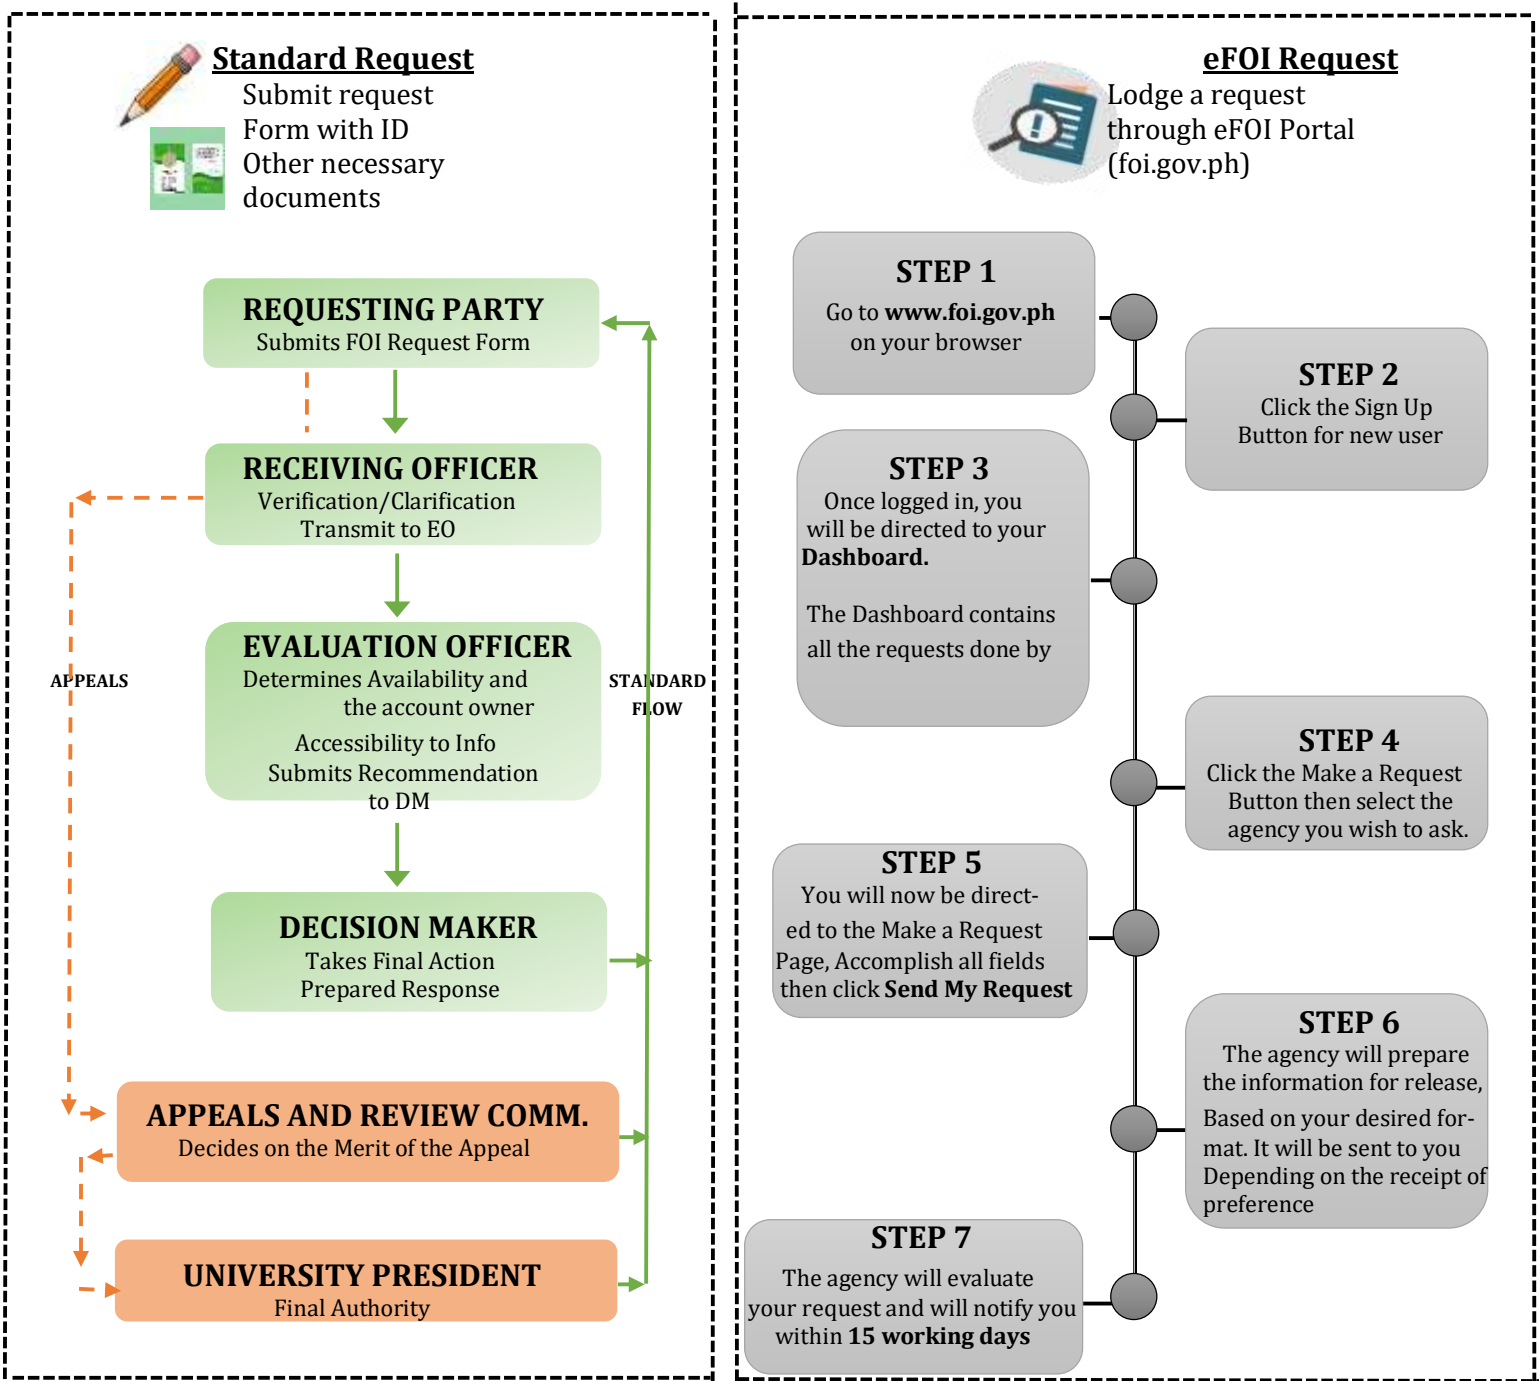 Standard Request
Submit request
Form with ID
Other necessary
documents
REQUESTING PARTY
Submits FOI Request Form
RECEIVING OFFICER
Verification/Clarification
Transmit to EO
EVALUATION OFFICER
Determines Availability and
the account owner
Accessibility to Info
Submits Recommendation
to DM
APPEALS
STANDARD
FLOW
DECISION MAKER
Takes Final Action
Prepared Response
APPEALS AND REVIEW COMM.
Decides on the Merit of the Appeal
UNIVERSITY PRESIDENT
Final Authority
eFOI Request
Lodge a request
through eFOI Portal
(foi.gov.ph)
STEP 1
Go to www.foi.gov.ph
on your browser
STEP 2
Click the Sign Up
Button for new user
STEP 3
Once logged in, you
will be directed to your
Dashboard.
The Dashboard contains
all the requests done by
STEP 4
Click the Make a Request
Button then select the
agency you wish to ask.
STEP 5
You will now be direct-
ed to the Make a Request
Page, Accomplish all fields
then click Send My Request
STEP 6
The agency will prepare
the information for release,
Based on your desired for-
mat. It will be sent to you
Depending on the receipt of
preference
STEP 7
The agency will evaluate
your request and will notify you
within 15 working days